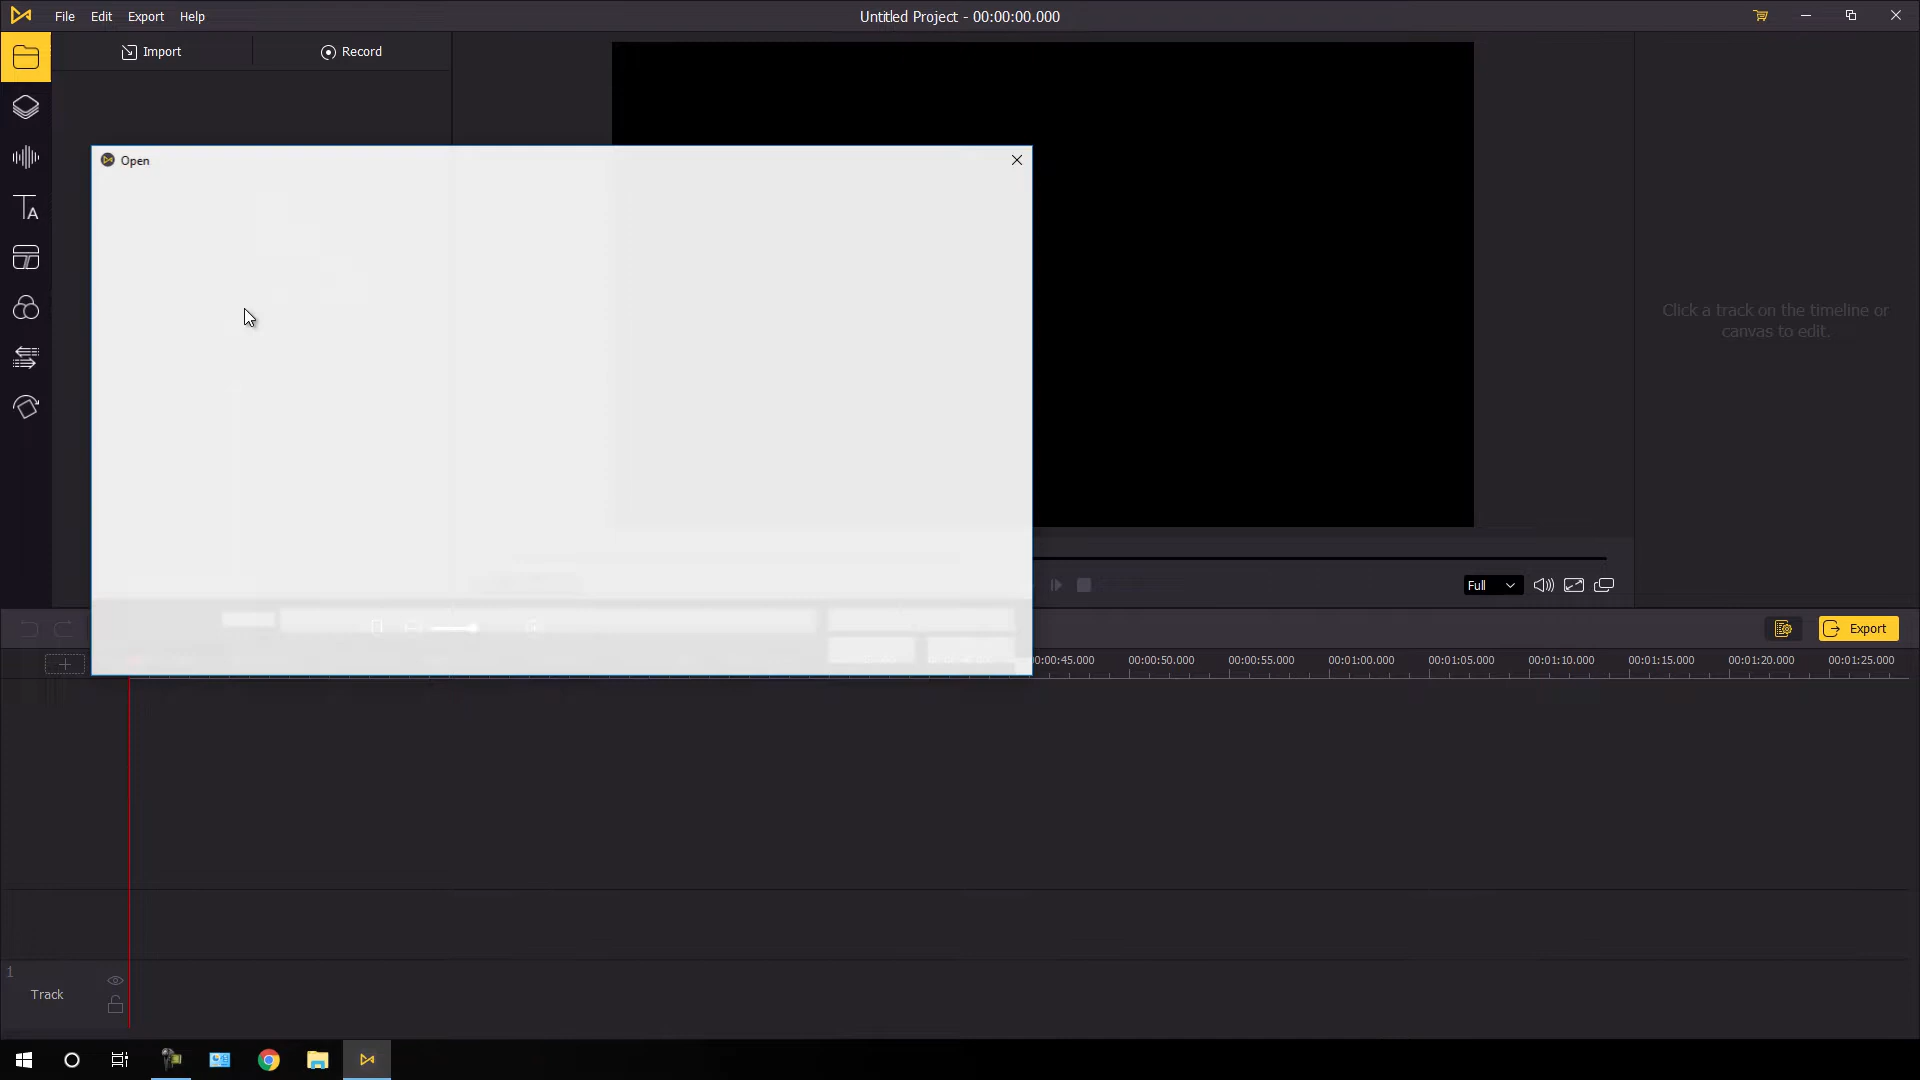 File Edit Export Help
Untitled Project - 00:00:00.000
Import
Record
Open
Click a track on the timeline or
canvas to edit.
Full
Export
00:00:45.000 00:00:50.000 00:00:55.000 00:01:00.000 00:01:05.000 00:01:10.000 00:01:15.000 00:01:20.000 00:01:25.000
1
Track